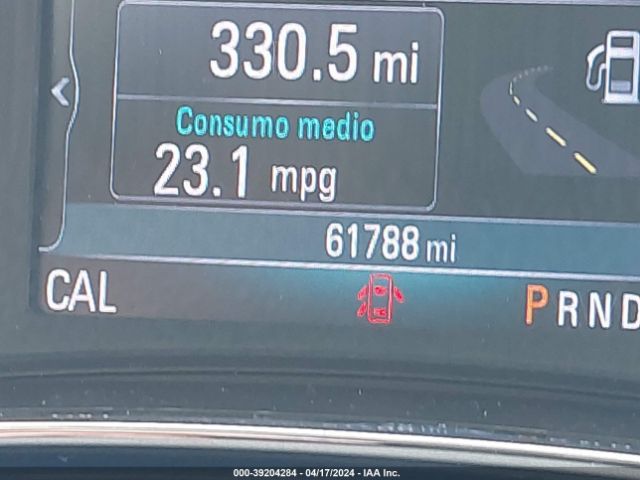 330.5 mi
Consumo medio
23.1 mpg
61788 mi
CAL
PRND
000-39204284 - 04/17/2024 - IAA Inc.